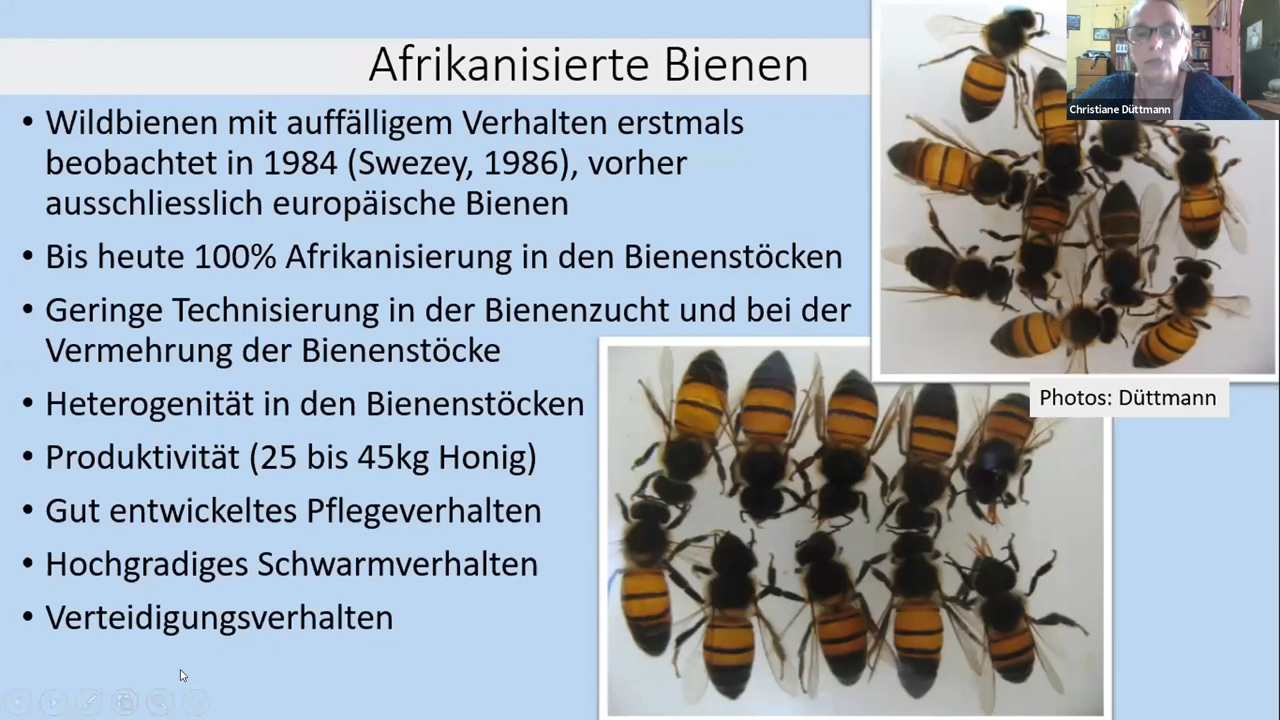 Afrikanisierte Bienen
• Wildbienen mit auffälligem Verhalten erstmals
beobachtet in 1984 (Swezey, 1986), vorher
ausschliesslich europäische Bienen
• Bis heute 100% Afrikanisierung in den Bienenstöcken
• Geringe Technisierung in der Bienenzucht und bei der
Vermehrung der Bienenstöcke
• Heterogenität in den Bienenstöcken
• Produktivität (25 bis 45kg Honig)
• Gut entwickeltes Pflegeverhalten
• Hochgradiges Schwarmverhalten
• Verteidigungsverhalten
Christiane Düttmann
Photos: Düttmann